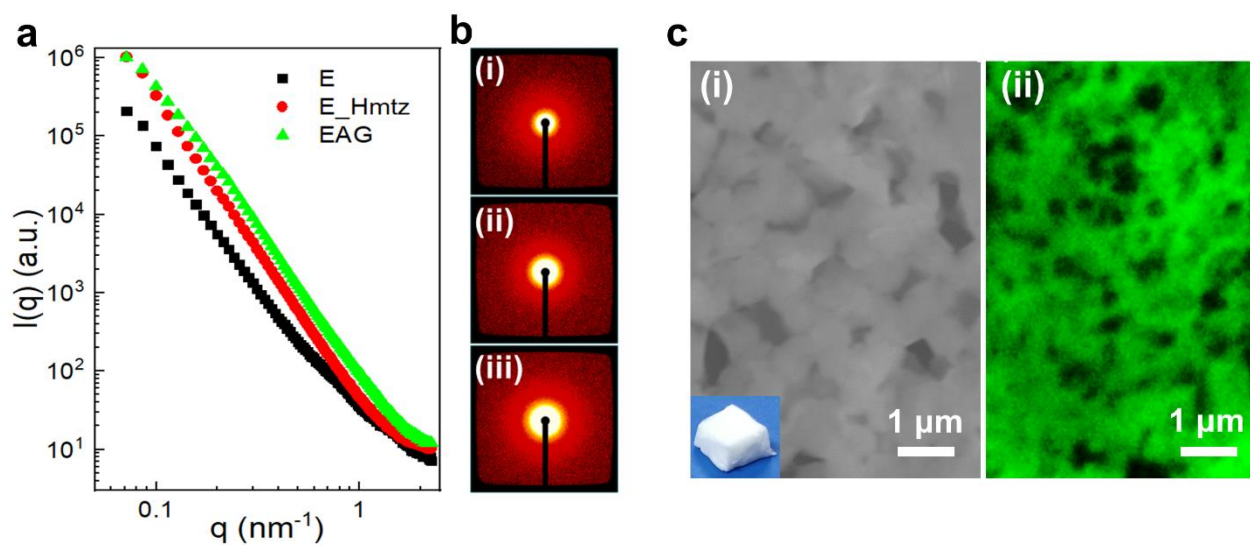 a
10⁶
10⁵
10⁴
10³
10²
10¹
I(q) (a.u.)
E
E_Hmtz
EAG
0.1
1
q (nm⁻¹)
b
(i)
(ii)
(iii)
c
(i)
1 µm
(ii)
1 µm